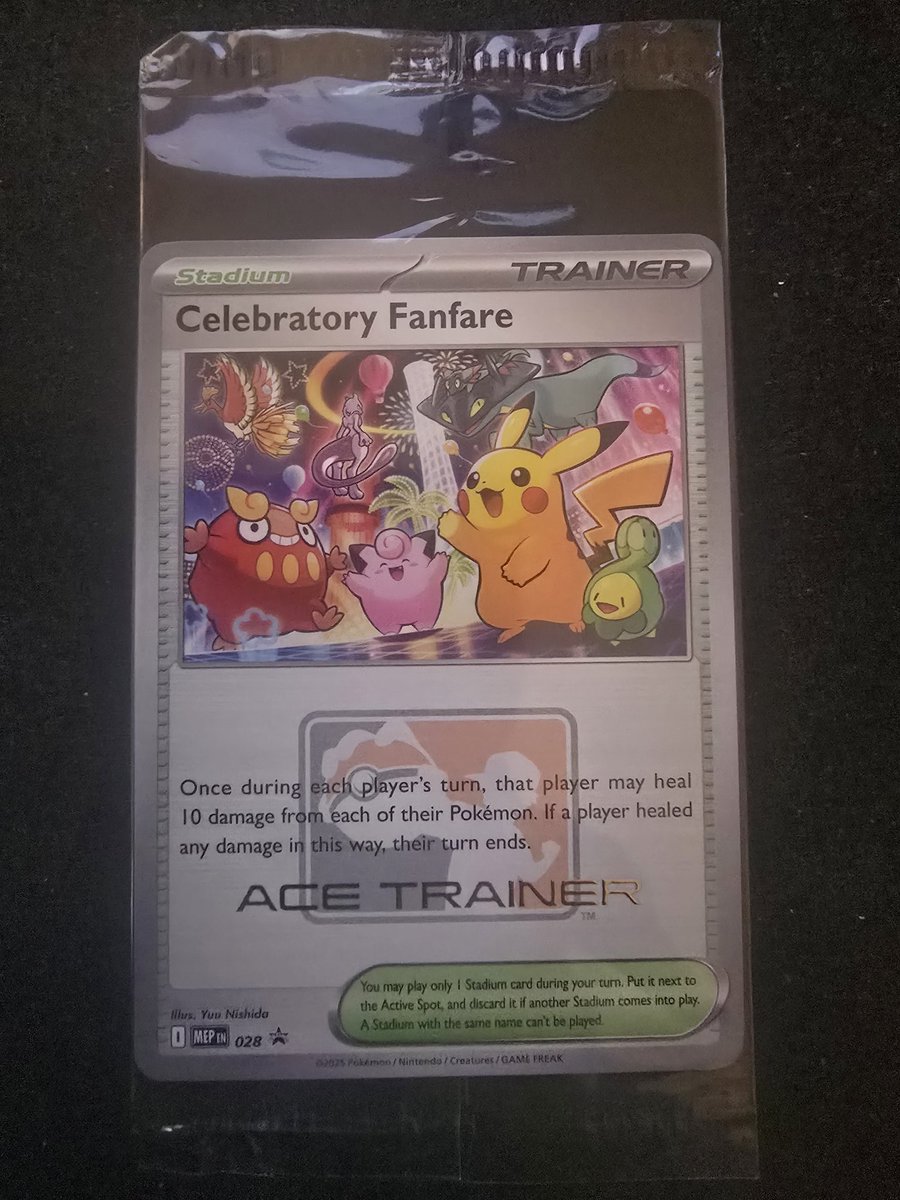 Stadium TRAINER
Celebratory Fanfare
Once during each player's turn, that player may heal
10 damage from each of their Pokémon. If a player healed
any damage in this way, their turn ends.
ACE TRAINER
TM
You may play only 1 Stadium card during your turn. Put it next to
the Active Spot, and discard it if another Stadium comes into play.
A Stadium with the same name can't be played.
Illus. Yuu Nishida
I MEP EN 028
©2025 Pokémon / Nintendo / Creatures / GAME FREAK